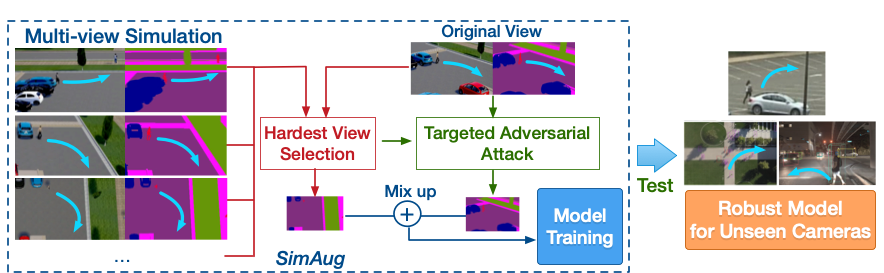 Multi-view Simulation
Original View
Hardest View
Selection
Targeted Adversarial
Attack
Mix up
Model
Training
...
SimAug
Test
Robust Model
for Unseen Cameras